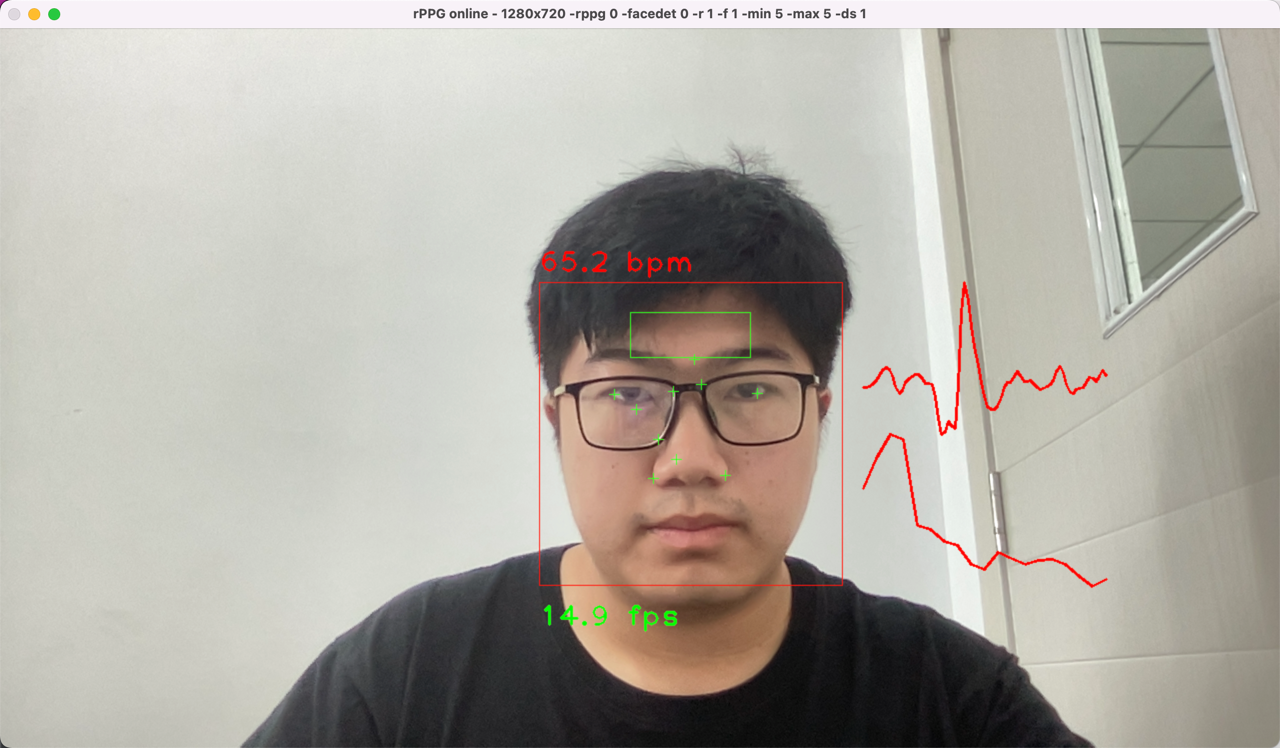 rPPG online - 1280x720 -rppg 0 -facedet 0 -r 1 -f 1 -min 5 -max 5 -ds 1
65.2 bpm
14.9 fps